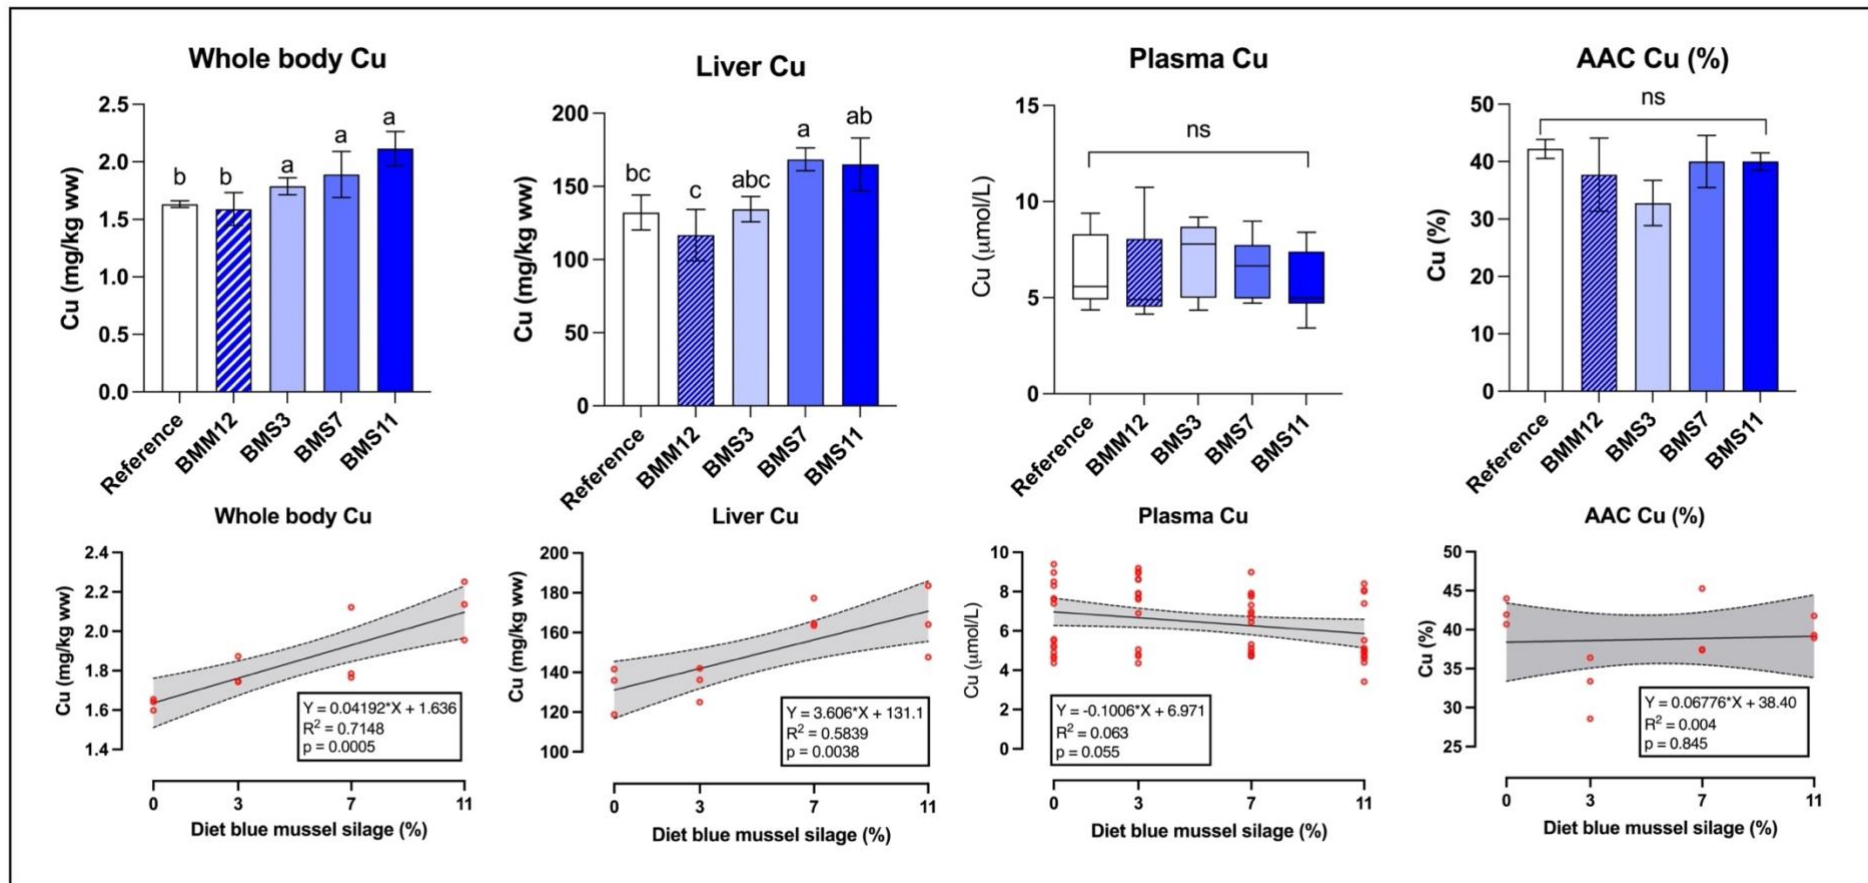 Whole body Cu
2.5
2.0
1.5
1.0
0.5
0.0
Cu (mg/kg ww)
b
b
a
a
a
Reference
BMM12
BMS3
BMS7
BMS11
Liver Cu
200
150
100
50
0
Cu (mg/kg ww)
bc
c
abc
a
ab
Reference
BMM12
BMS3
BMS7
BMS11
Plasma Cu
15
10
5
0
Cu (μmol/L)
ns
Reference
BMM12
BMS3
BMS7
BMS11
AAC Cu (%)
50
40
30
20
10
0
Cu (%)
ns
Reference
BMM12
BMS3
BMS7
BMS11
Whole body Cu
2.4
2.2
2.0
1.8
1.6
1.4
Cu (mg/kg ww)
Y = 0.04192*X + 1.636
R² = 0.7148
p = 0.0005
0 3 7 11
Diet blue mussel silage (%)
Liver Cu
200
180
160
140
120
100
Cu (mg/kg ww)
Y = 3.606*X + 131.1
R² = 0.5839
p = 0.0038
0 3 7 11
Diet blue mussel silage (%)
Plasma Cu
10
8
6
4
2
0
Cu (μmol/L)
Y = -0.1006*X + 6.971
R² = 0.063
p = 0.055
0 3 7 11
Diet blue mussel silage (%)
AAC Cu (%)
50
45
40
35
30
25
Cu (%)
Y = 0.06776*X + 38.40
R² = 0.004
p = 0.845
0 3 7 11
Diet blue mussel silage (%)